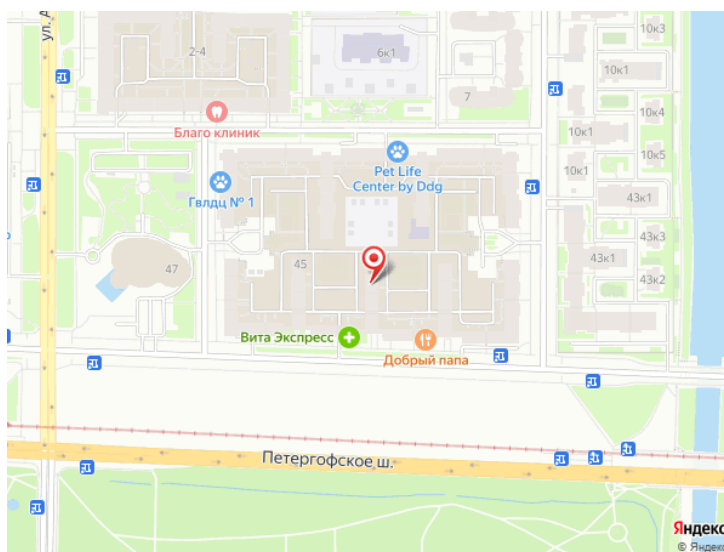 ул. Д
2-4
6к1
7
10к3
10к1
10к4
10к1
10к5
10к1
Благо клиник
Pet Life
Center by Ddg
Гвлдц № 1
43к1
43к3
43к1
43к2
47
45
Вита Экспресс
Добрый папа
Петергофское ш.
Яндекс
© Яндекс